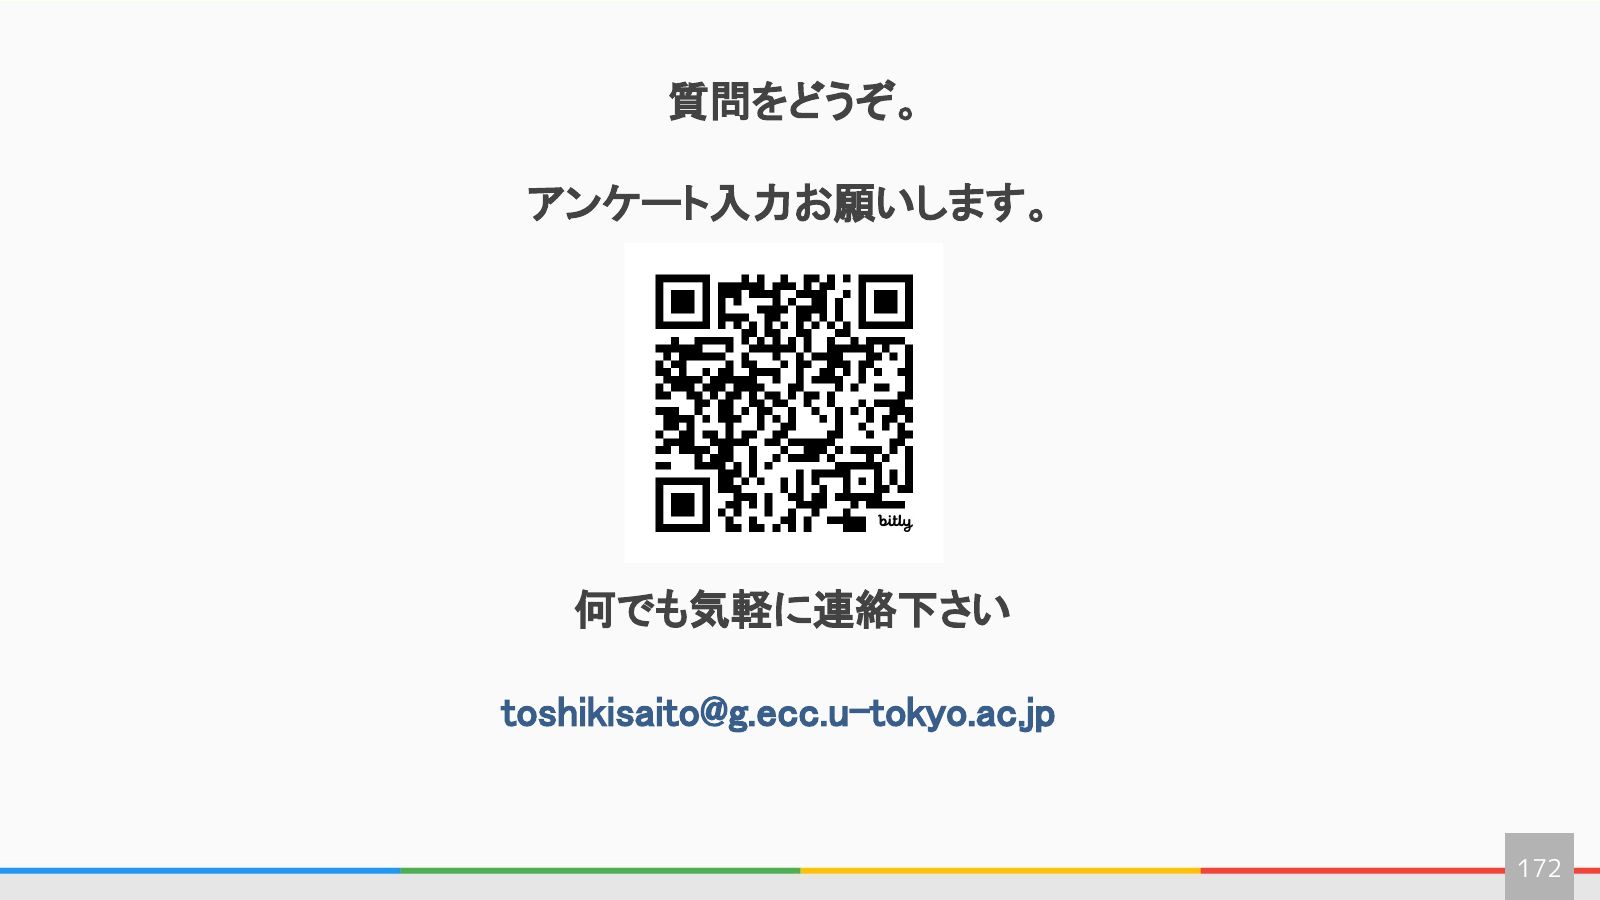 質問をどうぞ。
アンケート入力お願いします。
bitly
何でも気軽に連絡下さい
toshikisaito@g.ecc.u-tokyo.ac.jp
172